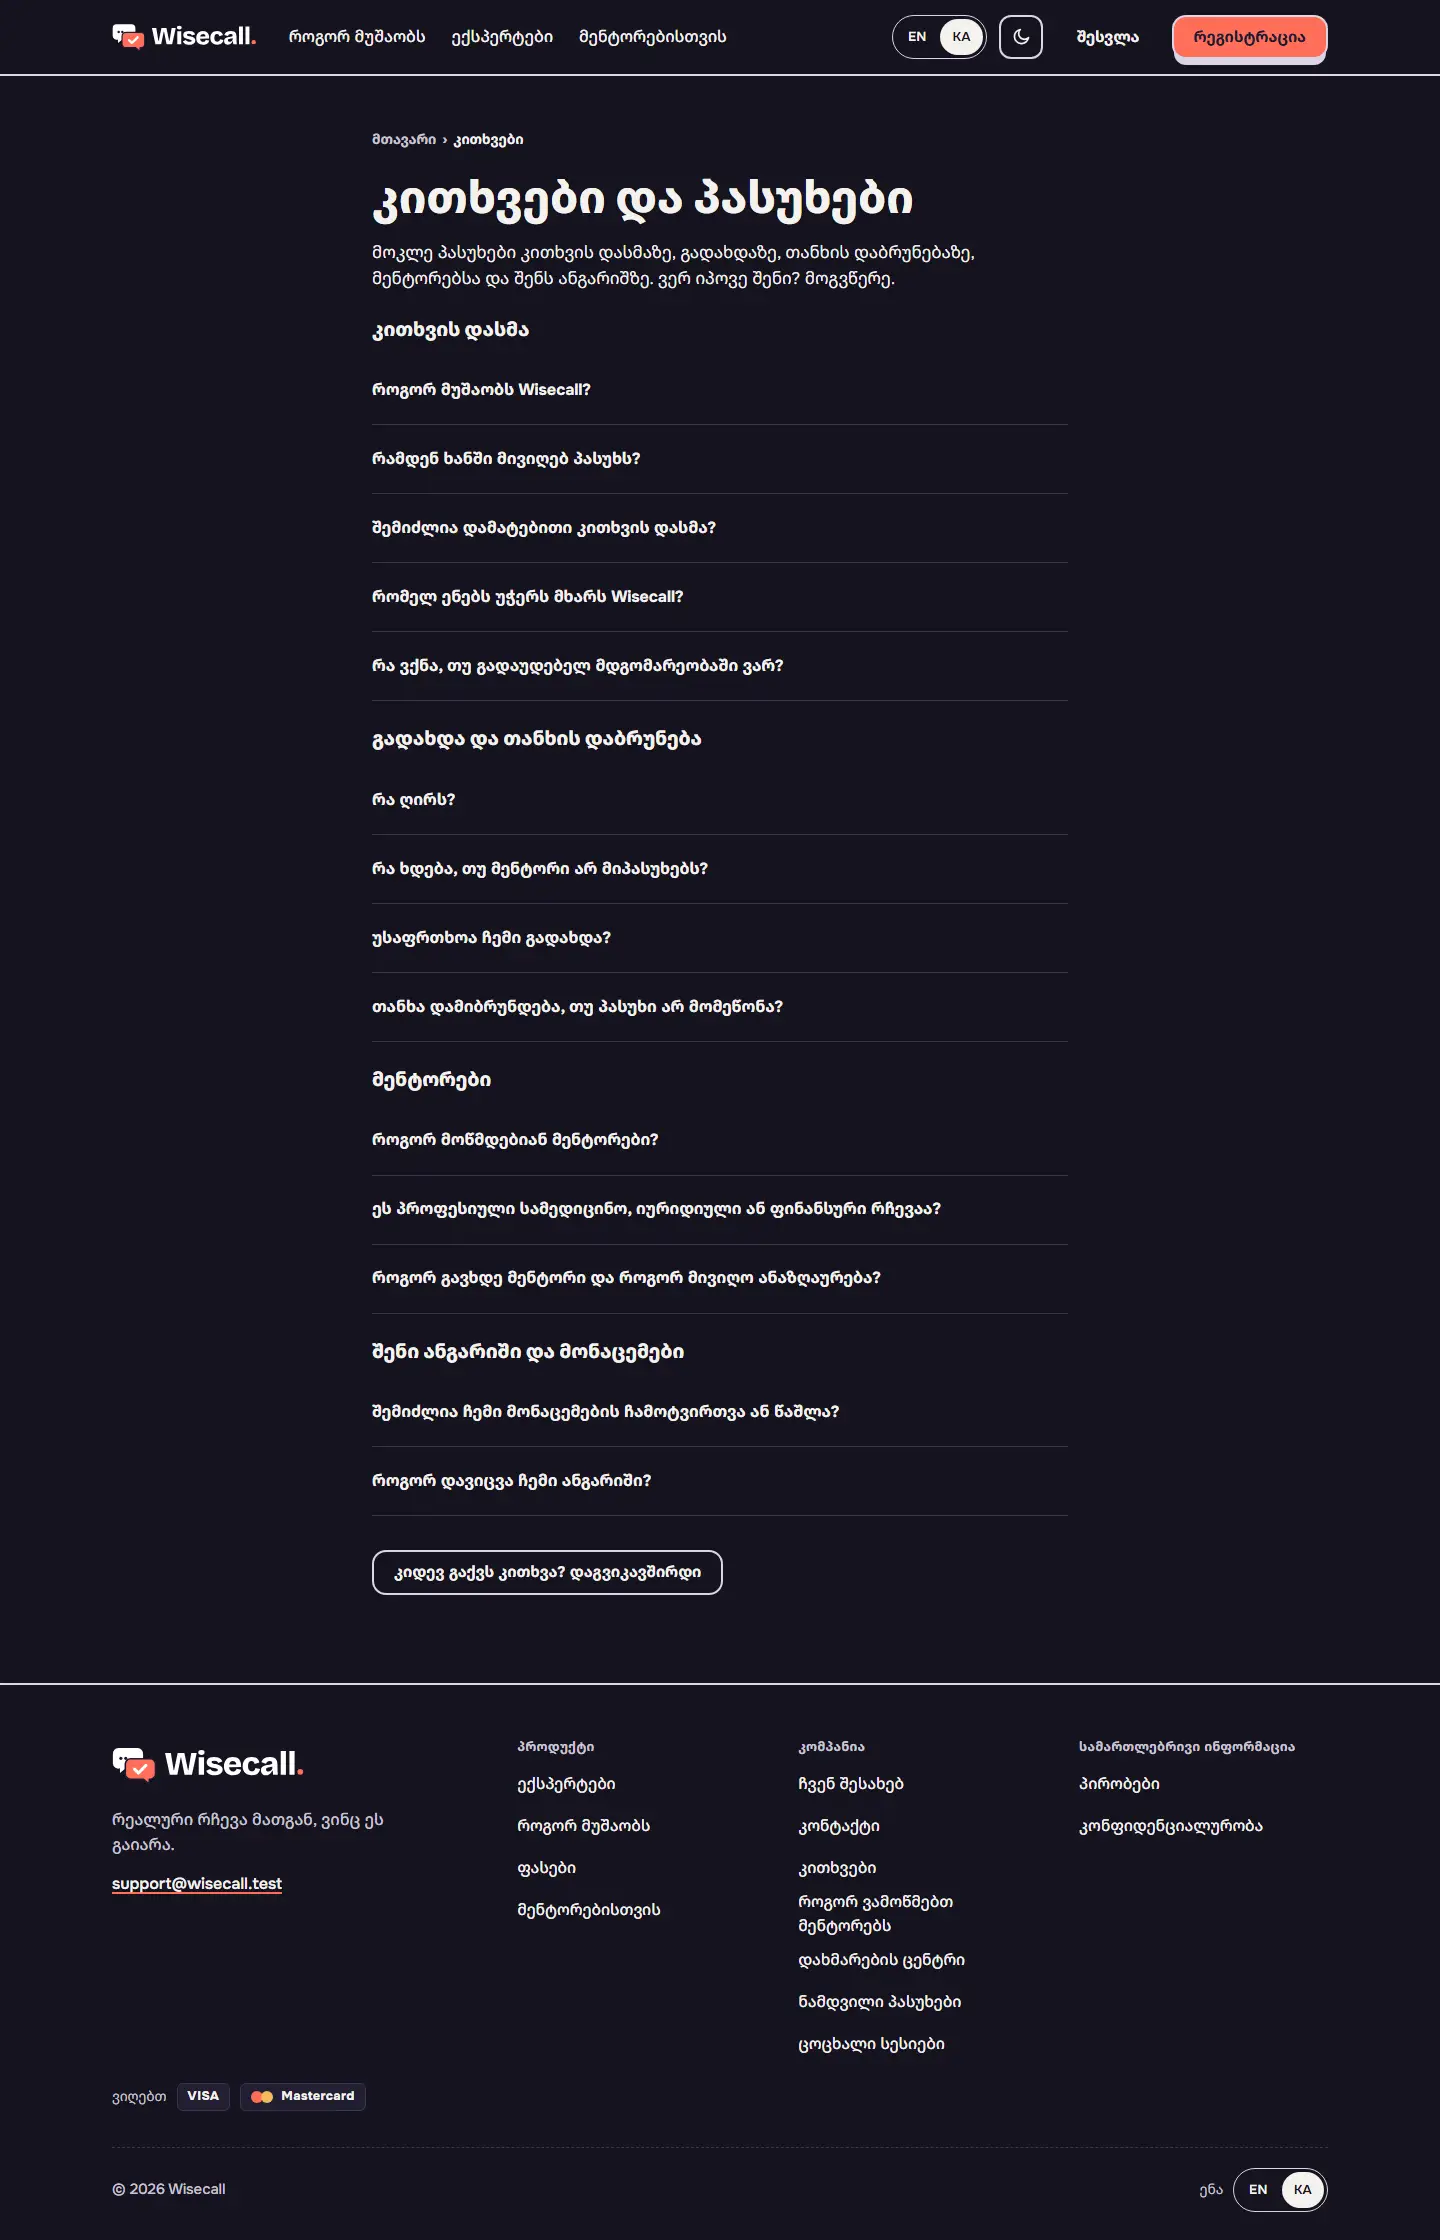 Wisecall.
როგორ მუშაობს
ექსპერტები
მენტორებისთვის
EN
KA
შესვლა
რეგისტრაცია
მთავარი › კითხვები
კითხვები და პასუხები
მოკლე პასუხები კითხვის დასმაზე, გადახდაზე, თანხის დაბრუნებაზე,
მენტორებსა და შენს ანგარიშზე. ვერ იპოვე შენი? მოგვწერე.
კითხვის დასმა
როგორ მუშაობს Wisecall?
რამდენ ხანში მივიღებ პასუხს?
შემიძლია დამატებითი კითხვის დასმა?
რომელ ენებს უჭერს მხარს Wisecall?
რა ვქნა, თუ გადაუდებელ მდგომარეობაში ვარ?
გადახდა და თანხის დაბრუნება
რა ღირს?
რა ხდება, თუ მენტორი არ მიპასუხებს?
უსაფრთხოა ჩემი გადახდა?
თანხა დამიბრუნდება, თუ პასუხი არ მომეწონა?
მენტორები
როგორ მოწმდებიან მენტორები?
ეს პროფესიული სამედიცინო, იურიდიული ან ფინანსური რჩევაა?
როგორ გავხდე მენტორი და როგორ მივიღო ანაზღაურება?
შენი ანგარიში და მონაცემები
შემიძლია ჩემი მონაცემების ჩამოტვირთვა ან წაშლა?
როგორ დავიცვა ჩემი ანგარიში?
კიდევ გაქვს კითხვა? დაგვიკავშირდი
Wisecall.
რეალური რჩევა მათგან, ვინც ეს
გაიარა.
support@wisecall.test
პროდუქტი
ექსპერტები
როგორ მუშაობს
ფასები
მენტორებისთვის
კომპანია
ჩვენ შესახებ
კონტაქტი
კითხვები
როგორ ვამოწმებთ
მენტორებს
დახმარების ცენტრი
ნამდვილი პასუხები
ცოცხალი სესიები
სამართლებრივი ინფორმაცია
პირობები
კონფიდენციალურობა
ვიღებთ
VISA
Mastercard
© 2026 Wisecall
ენა
EN
KA